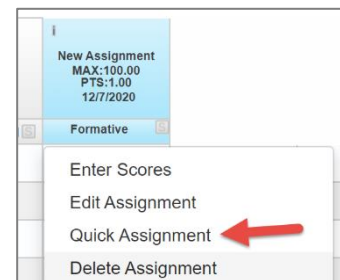 i
New Assignment
MAX:100.00
PTS:1.00
12/7/2020
S
Formative S
Enter Scores
Edit Assignment
Quick Assignment
Delete Assignment